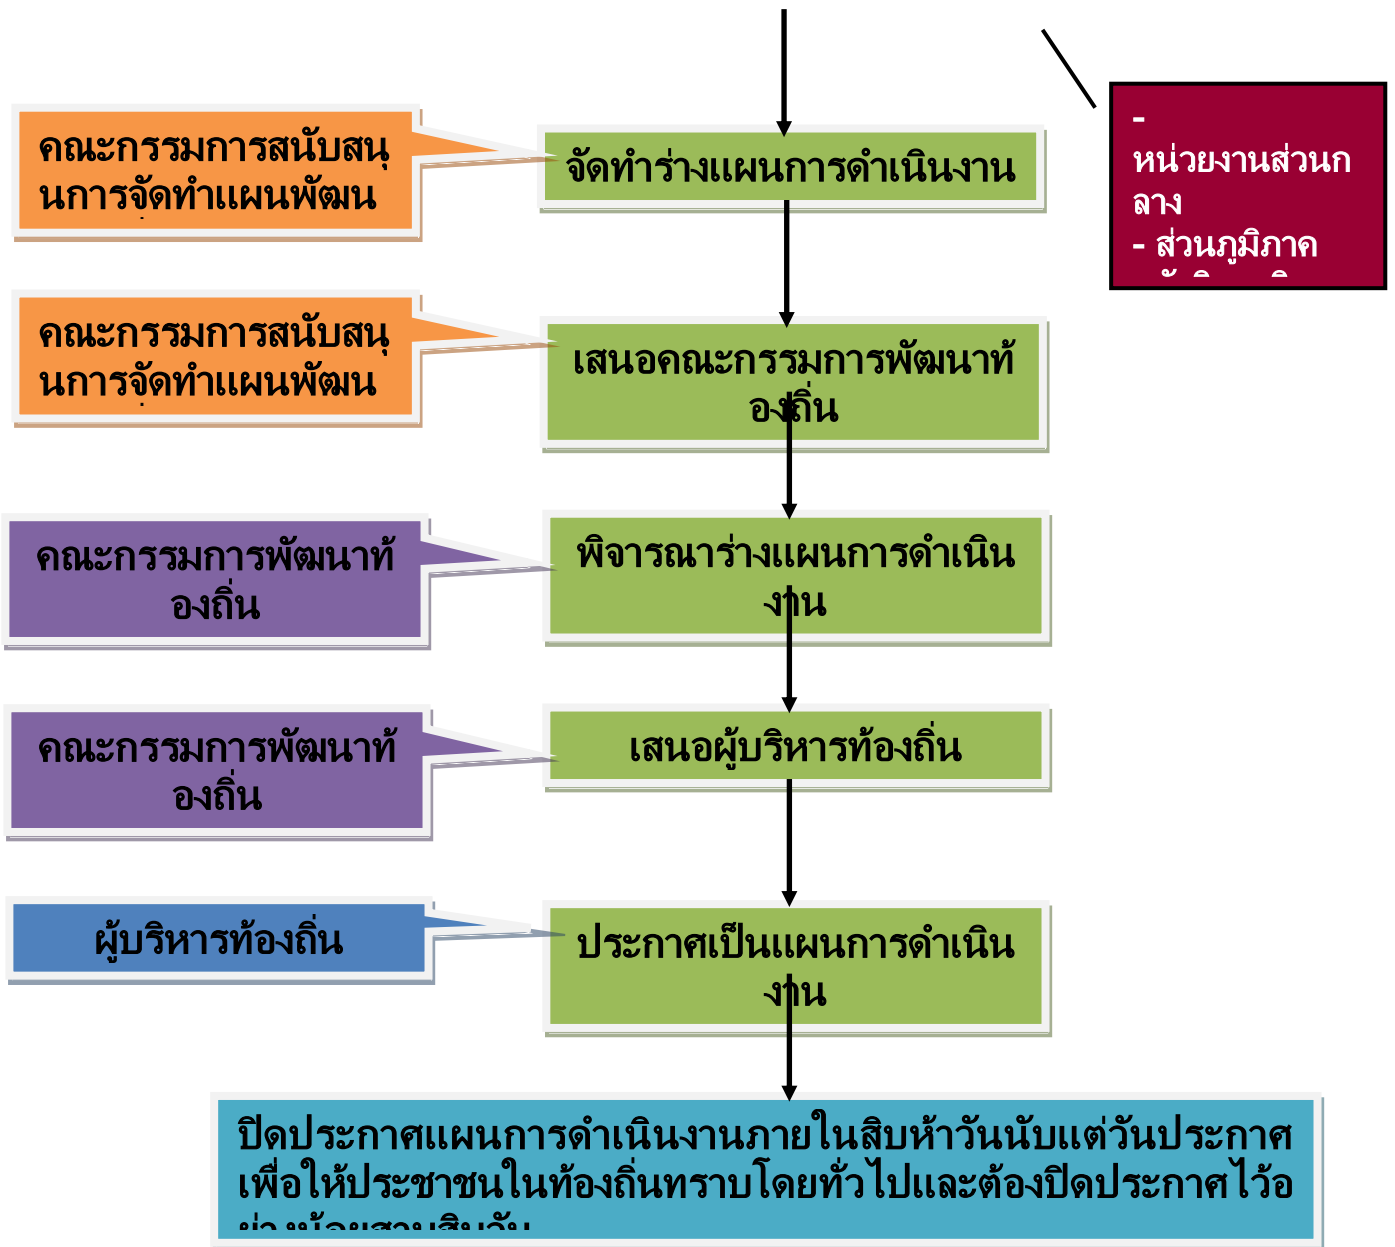 คณะกรรมการสนับสนุ
นการจัดทำแผนพัฒน
จัดทำร่างแผนการดำเนินงาน
-
หน่วยงานส่วนก
ลาง
- ส่วนภูมิภาค
คณะกรรมการสนับสนุ
นการจัดทำแผนพัฒน
เสนอคณะกรรมการพัฒนาท้
องถิ่น
คณะกรรมการพัฒนาท้
องถิ่น
พิจารณาร่างแผนการดำเนิน
งาน
คณะกรรมการพัฒนาท้
องถิ่น
เสนอผู้บริหารท้องถิ่น
ผู้บริหารท้องถิ่น
ประกาศเป็นแผนการดำเนิน
งาน
ปิดประกาศแผนการดำเนินงานภายในสิบห้าวันนับแต่วันประกาศ
เพื่อให้ประชาชนในท้องถิ่นทราบโดยทั่วไปและต้องปิดประกาศไว้อ
ย่างน้อยสามสิบวัน